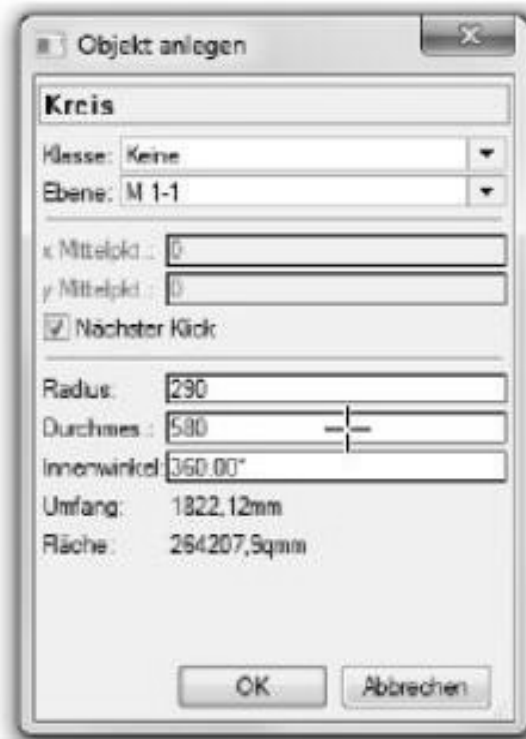 Objekt anlegen
Kreis
Klasse: Keine
Ebene: M 1-1
x Mittelpkt.: 0
y Mittelpkt.: 0
Nächster Klick
Radius: 290
Durchmes.: 580
Innenwinkel: 360.00°
Umfang: 1822,12mm
Fläche: 264207,9qmm
OK Abbrechen